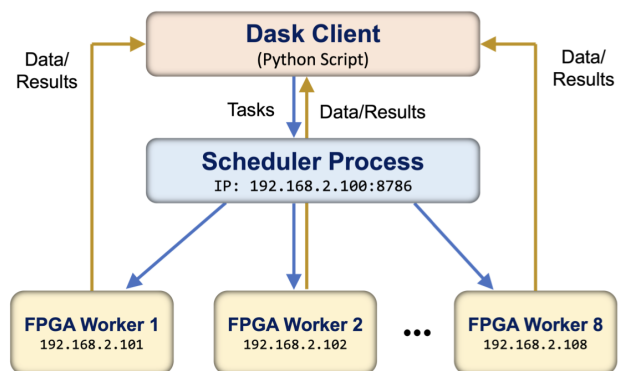 Dask Client
(Python Script)
Data/
Results
Data/
Results
Tasks
Data/Results
Scheduler Process
IP: 192.168.2.100:8786
FPGA Worker 1
192.168.2.101
FPGA Worker 2
192.168.2.102
...
FPGA Worker 8
192.168.2.108